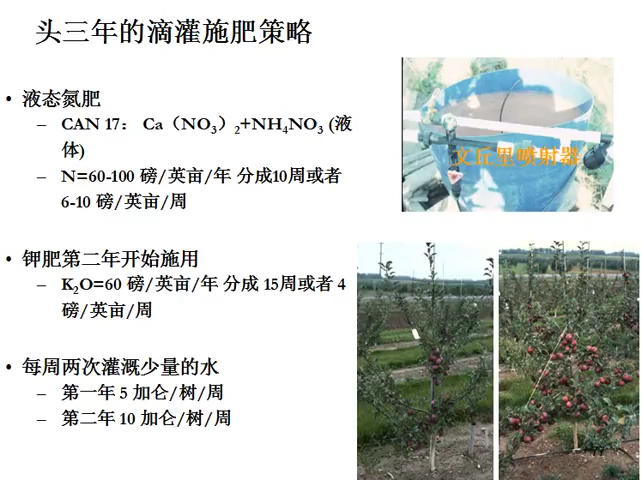 头三年的滴灌施肥策略
• 液态氮肥
– CAN 17： Ca（NO₃）₂+NH₄NO₃ (液
体)
– N=60-100 磅/英亩/年 分成10周或者
6-10 磅/英亩/周
• 钾肥第二年开始施用
– K₂O=60 磅/英亩/年 分成 15周或者 4
磅/英亩/周
• 每周两次灌溉少量的水
– 第一年 5 加仑/树/周
– 第二年 10 加仑/树/周
文丘里喷射器